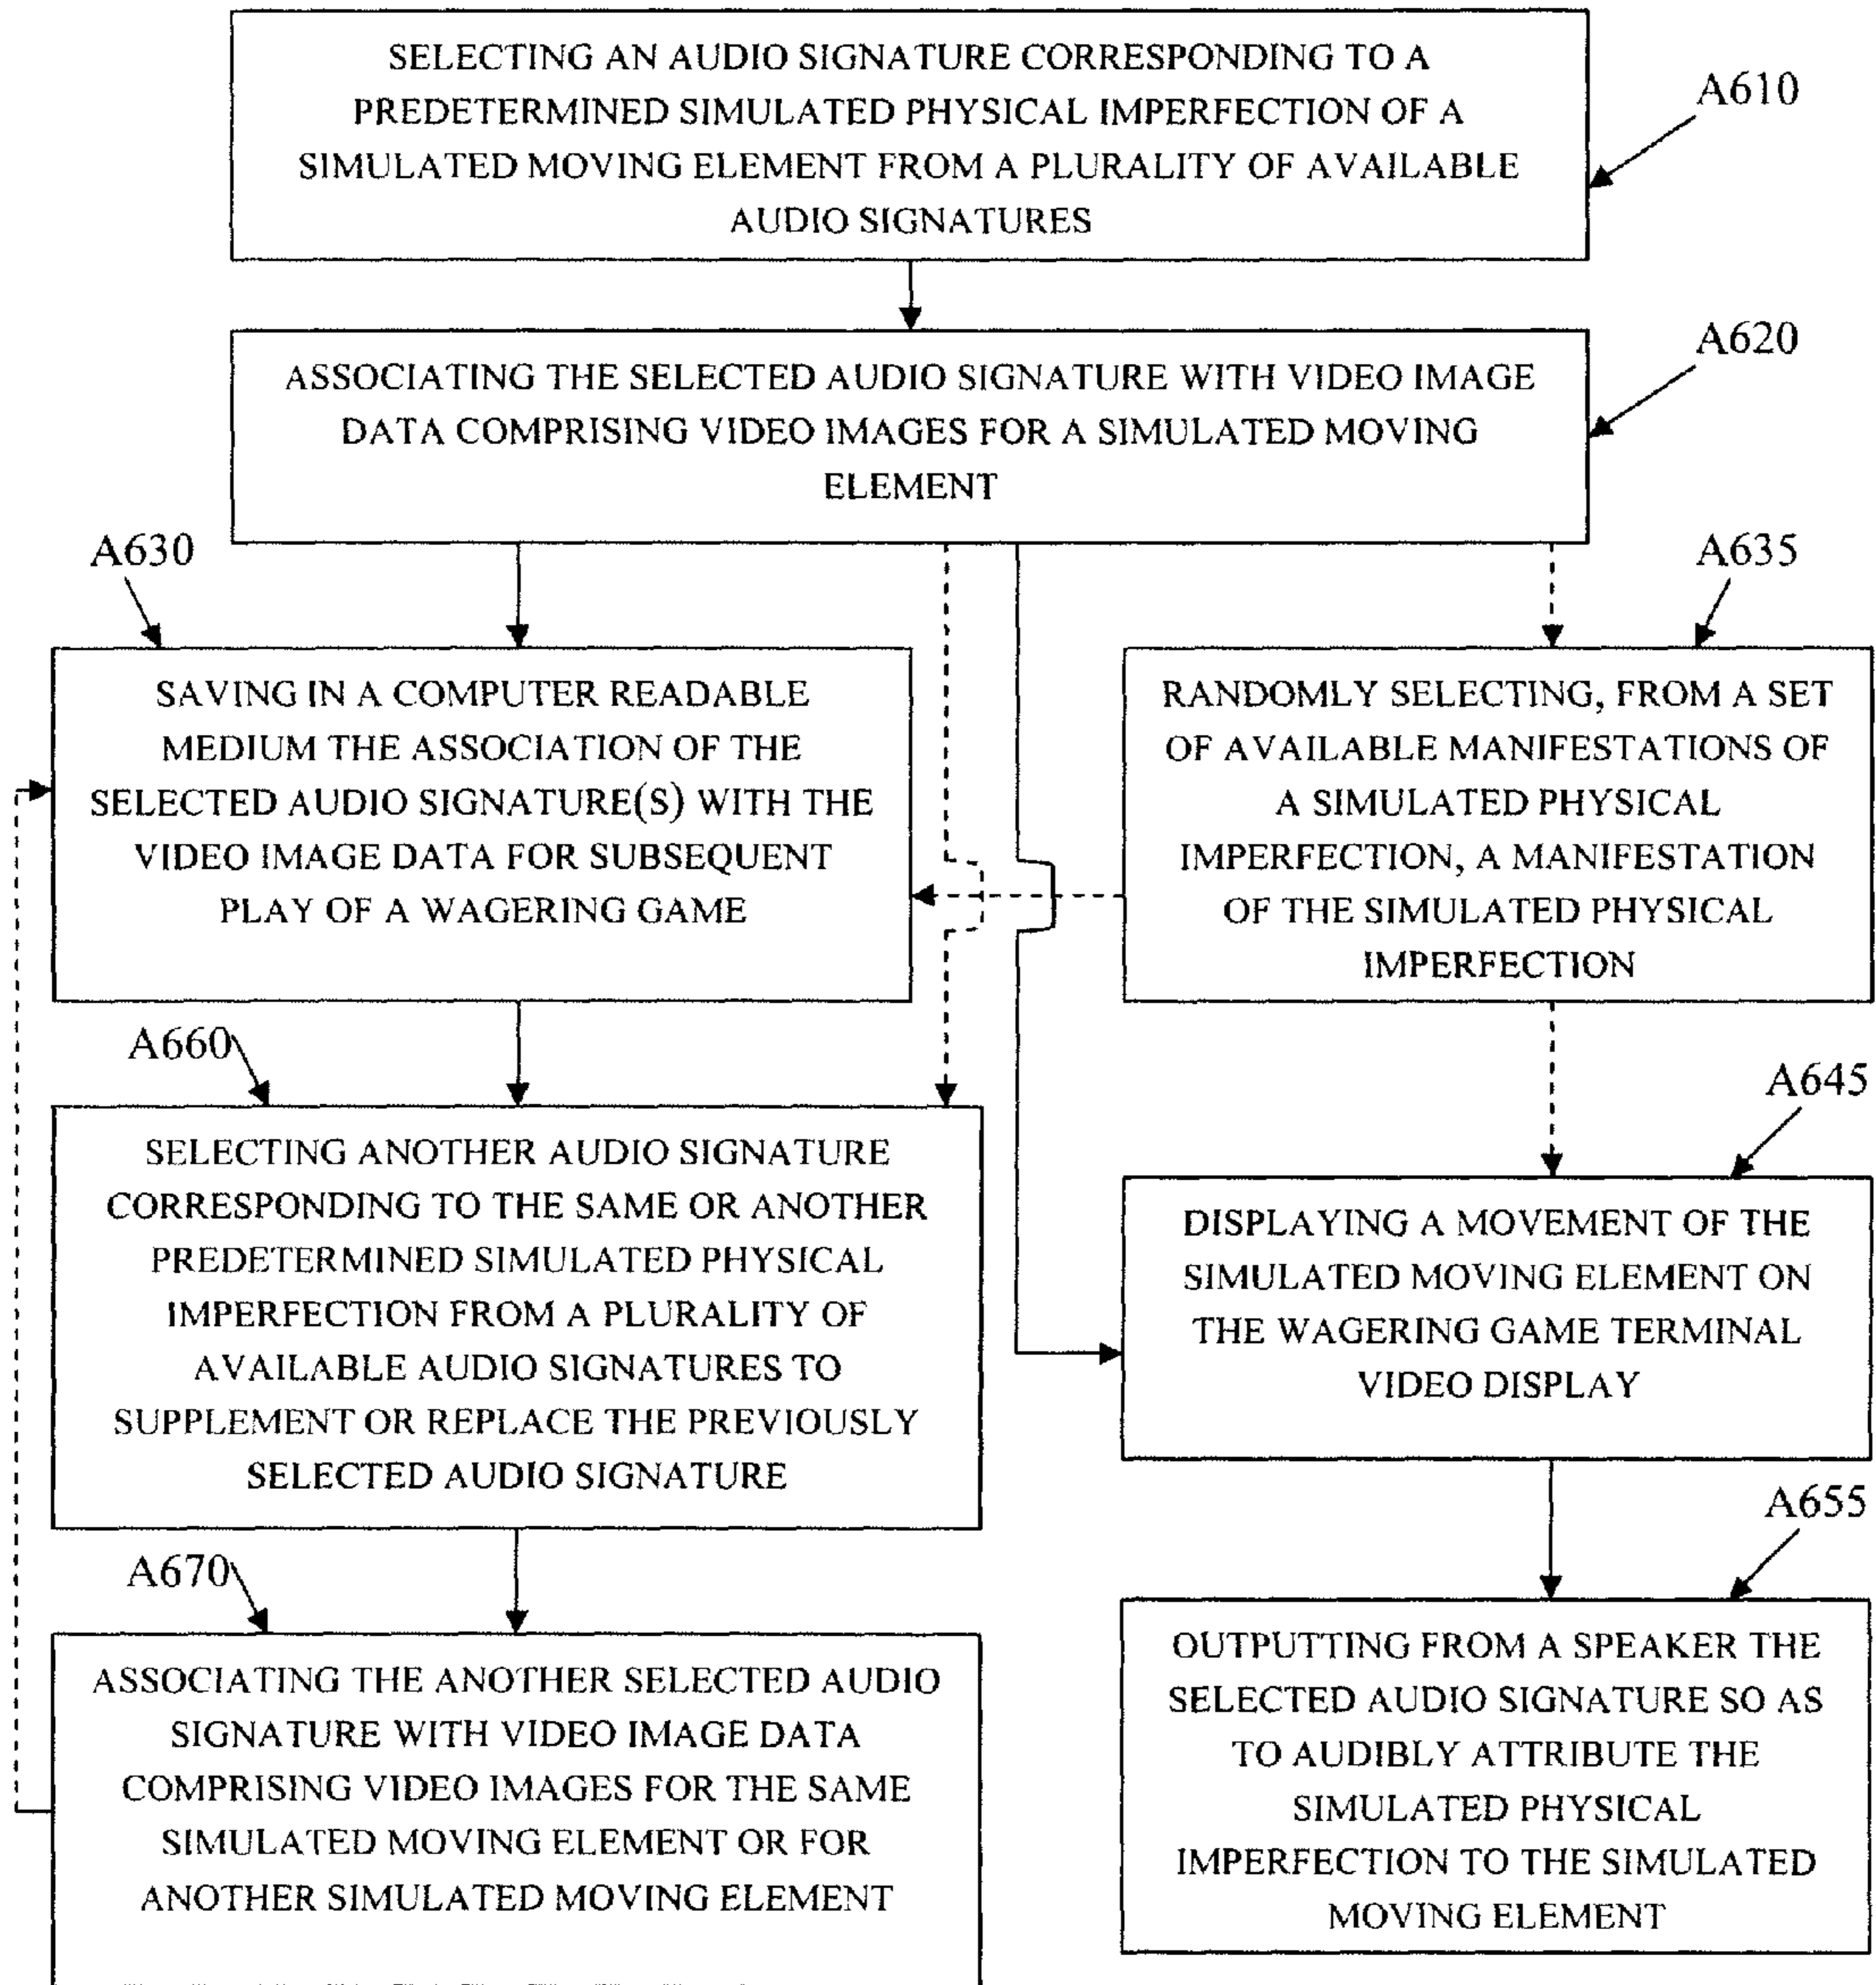 SELECTING AN AUDIO SIGNATURE CORRESPONDING TO A
PREDETERMINED SIMULATED PHYSICAL IMPERFECTION OF A
SIMULATED MOVING ELEMENT FROM A PLURALITY OF AVAILABLE
AUDIO SIGNATURES
A610
ASSOCIATING THE SELECTED AUDIO SIGNATURE WITH VIDEO IMAGE
DATA COMPRISING VIDEO IMAGES FOR A SIMULATED MOVING
ELEMENT
A620
A630
SAVING IN A COMPUTER READABLE
MEDIUM THE ASSOCIATION OF THE
SELECTED AUDIO SIGNATURE(S) WITH THE
VIDEO IMAGE DATA FOR SUBSEQUENT
PLAY OF A WAGERING GAME
A635
RANDOMLY SELECTING, FROM A SET
OF AVAILABLE MANIFESTATIONS OF
A SIMULATED PHYSICAL
IMPERFECTION, A MANIFESTATION
OF THE SIMULATED PHYSICAL
IMPERFECTION
A660
SELECTING ANOTHER AUDIO SIGNATURE
CORRESPONDING TO THE SAME OR ANOTHER
PREDETERMINED SIMULATED PHYSICAL
IMPERFECTION FROM A PLURALITY OF
AVAILABLE AUDIO SIGNATURES TO
SUPPLEMENT OR REPLACE THE PREVIOUSLY
SELECTED AUDIO SIGNATURE
A645
DISPLAYING A MOVEMENT OF THE
SIMULATED MOVING ELEMENT ON
THE WAGERING GAME TERMINAL
VIDEO DISPLAY
A670
ASSOCIATING THE ANOTHER SELECTED AUDIO
SIGNATURE WITH VIDEO IMAGE DATA
COMPRISING VIDEO IMAGES FOR THE SAME
SIMULATED MOVING ELEMENT OR FOR
ANOTHER SIMULATED MOVING ELEMENT
A655
OUTPUTTING FROM A SPEAKER THE
SELECTED AUDIO SIGNATURE SO AS
TO AUDIBLY ATTRIBUTE THE
SIMULATED PHYSICAL
IMPERFECTION TO THE SIMULATED
MOVING ELEMENT